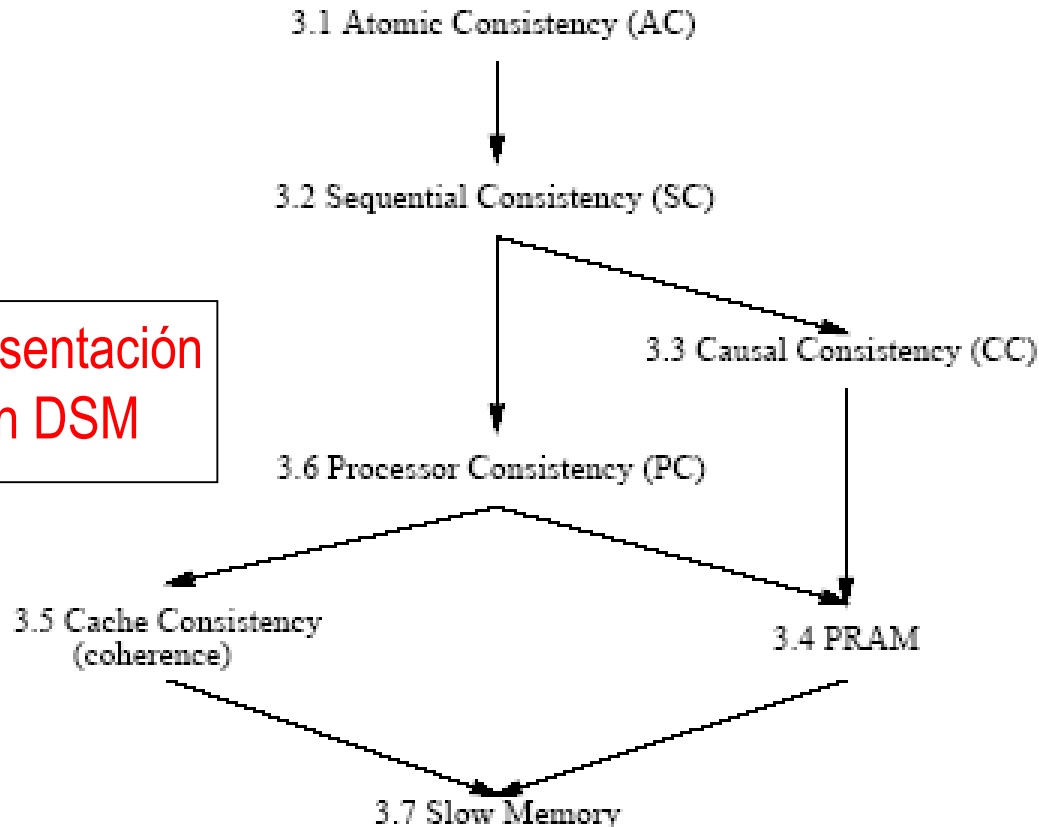 3.1 Atomic Consistency (AC)
3.2 Sequential Consistency (SC)
sentación
n DSM
3.3 Causal Consistency (CC)
3.6 Processor Consistency (PC)
3.5 Cache Consistency
(coherence)
3.4 PRAM
3.7 Slow Memory